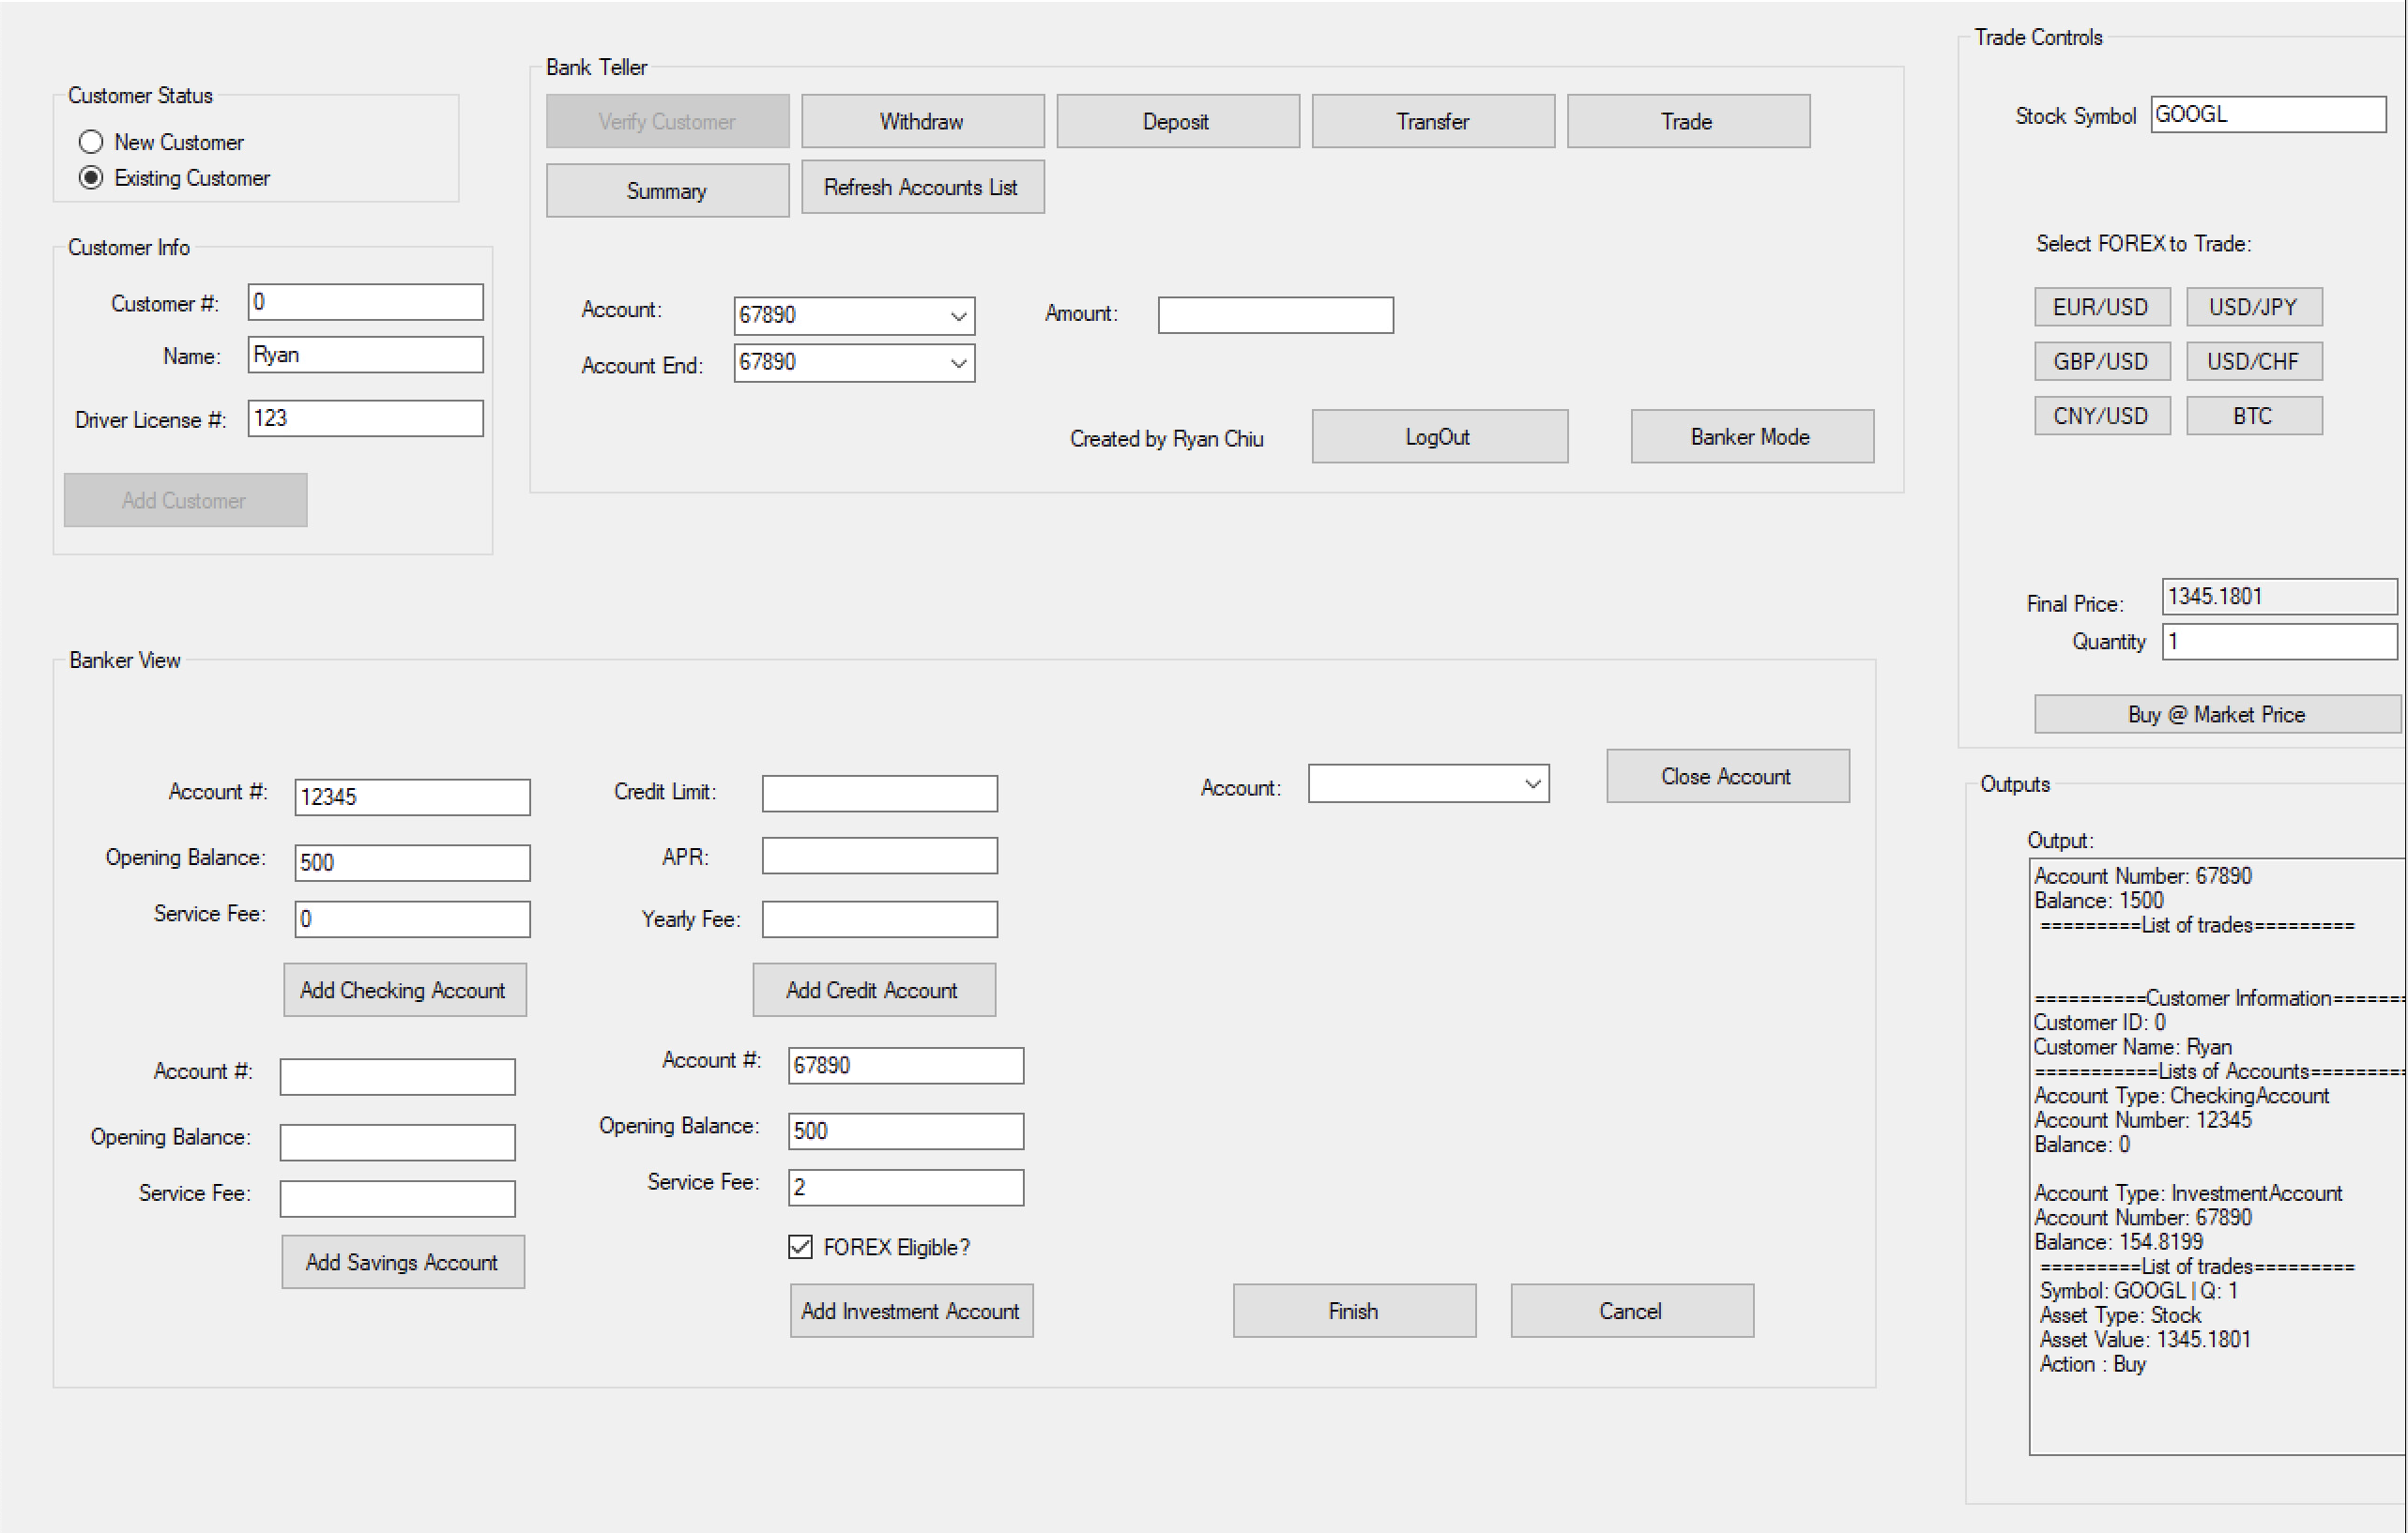 Customer Status
New Customer
Existing Customer
Customer Info
Customer #: 0
Name: Ryan
Driver License #: 123
Add Customer
Bank Teller
Verify Customer Withdraw Deposit Transfer Trade
Summary Refresh Accounts List
Account: 67890 Amount:
Account End: 67890
Created by Ryan Chiu LogOut Banker Mode
Trade Controls
Stock Symbol GOOGL
Select FOREX to Trade:
EUR/USD USD/JPY
GBP/USD USD/CHF
CNY/USD BTC
Final Price: 1345.1801
Quantity 1
Buy @ Market Price
Banker View
Account #: 12345
Opening Balance: 500
Service Fee: 0
Add Checking Account
Credit Limit:
APR:
Yearly Fee:
Add Credit Account
Account:
Close Account
Account #:
Opening Balance:
Service Fee:
Add Savings Account
Account #: 67890
Opening Balance: 500
Service Fee: 2
FOREX Eligible?
Add Investment Account
Finish Cancel
Outputs
Output:
Account Number: 67890
Balance: 1500
=========List of trades=========
==========Customer Information=======
Customer ID: 0
Customer Name: Ryan
===========Lists of Accounts=========
Account Type: CheckingAccount
Account Number: 12345
Balance: 0
Account Type: InvestmentAccount
Account Number: 67890
Balance: 154.8199
=========List of trades=========
Symbol: GOOGL | Q: 1
Asset Type: Stock
Asset Value: 1345.1801
Action : Buy